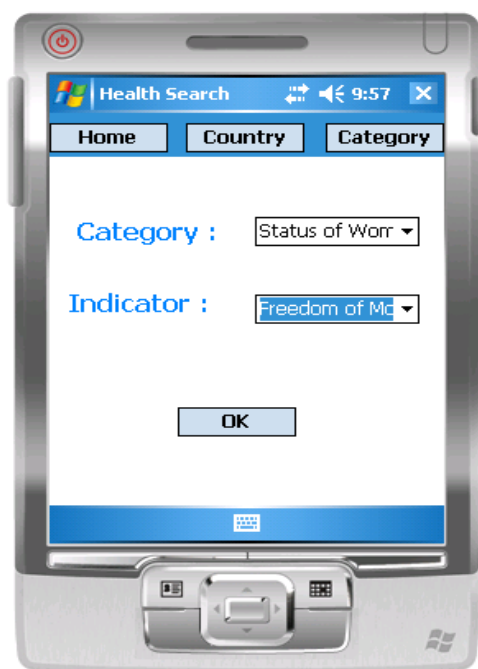 Health Search 9:57
Home Country Category
Category : Status of Wom
Indicator : Freedom of Mo
OK